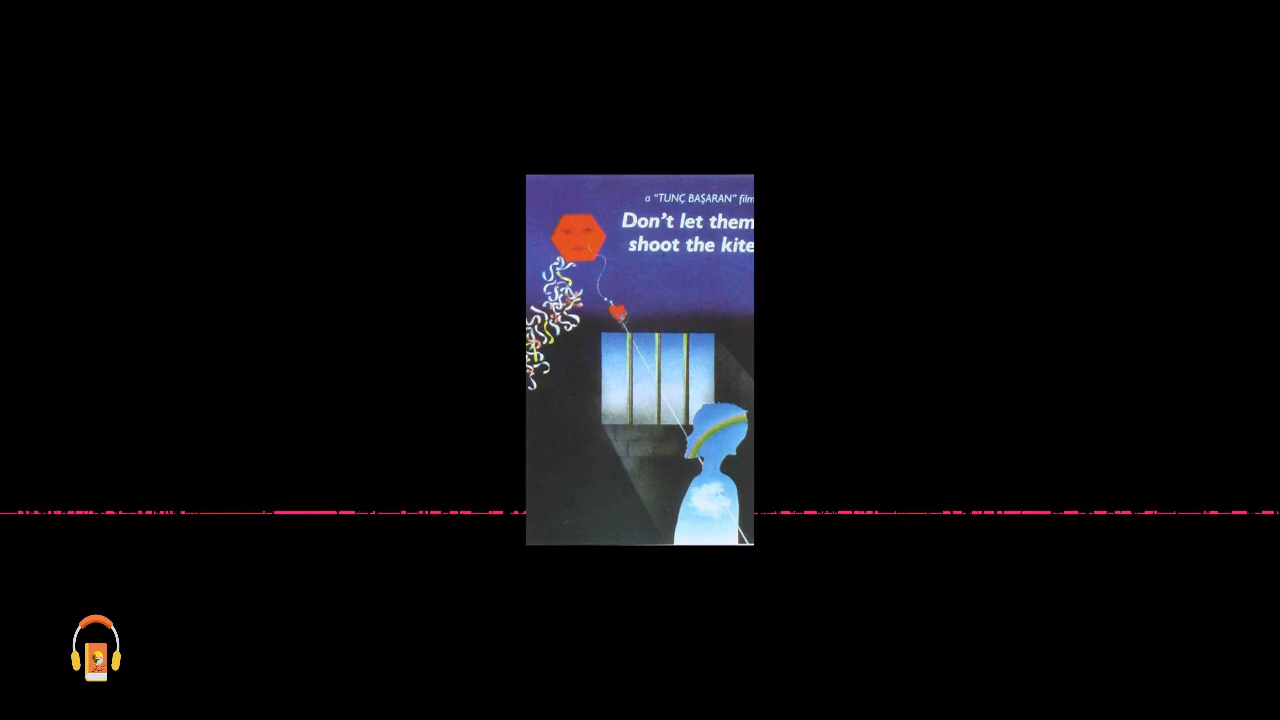 a “TUNÇ BAŞARAN” film
Don’t let them
shoot the kite